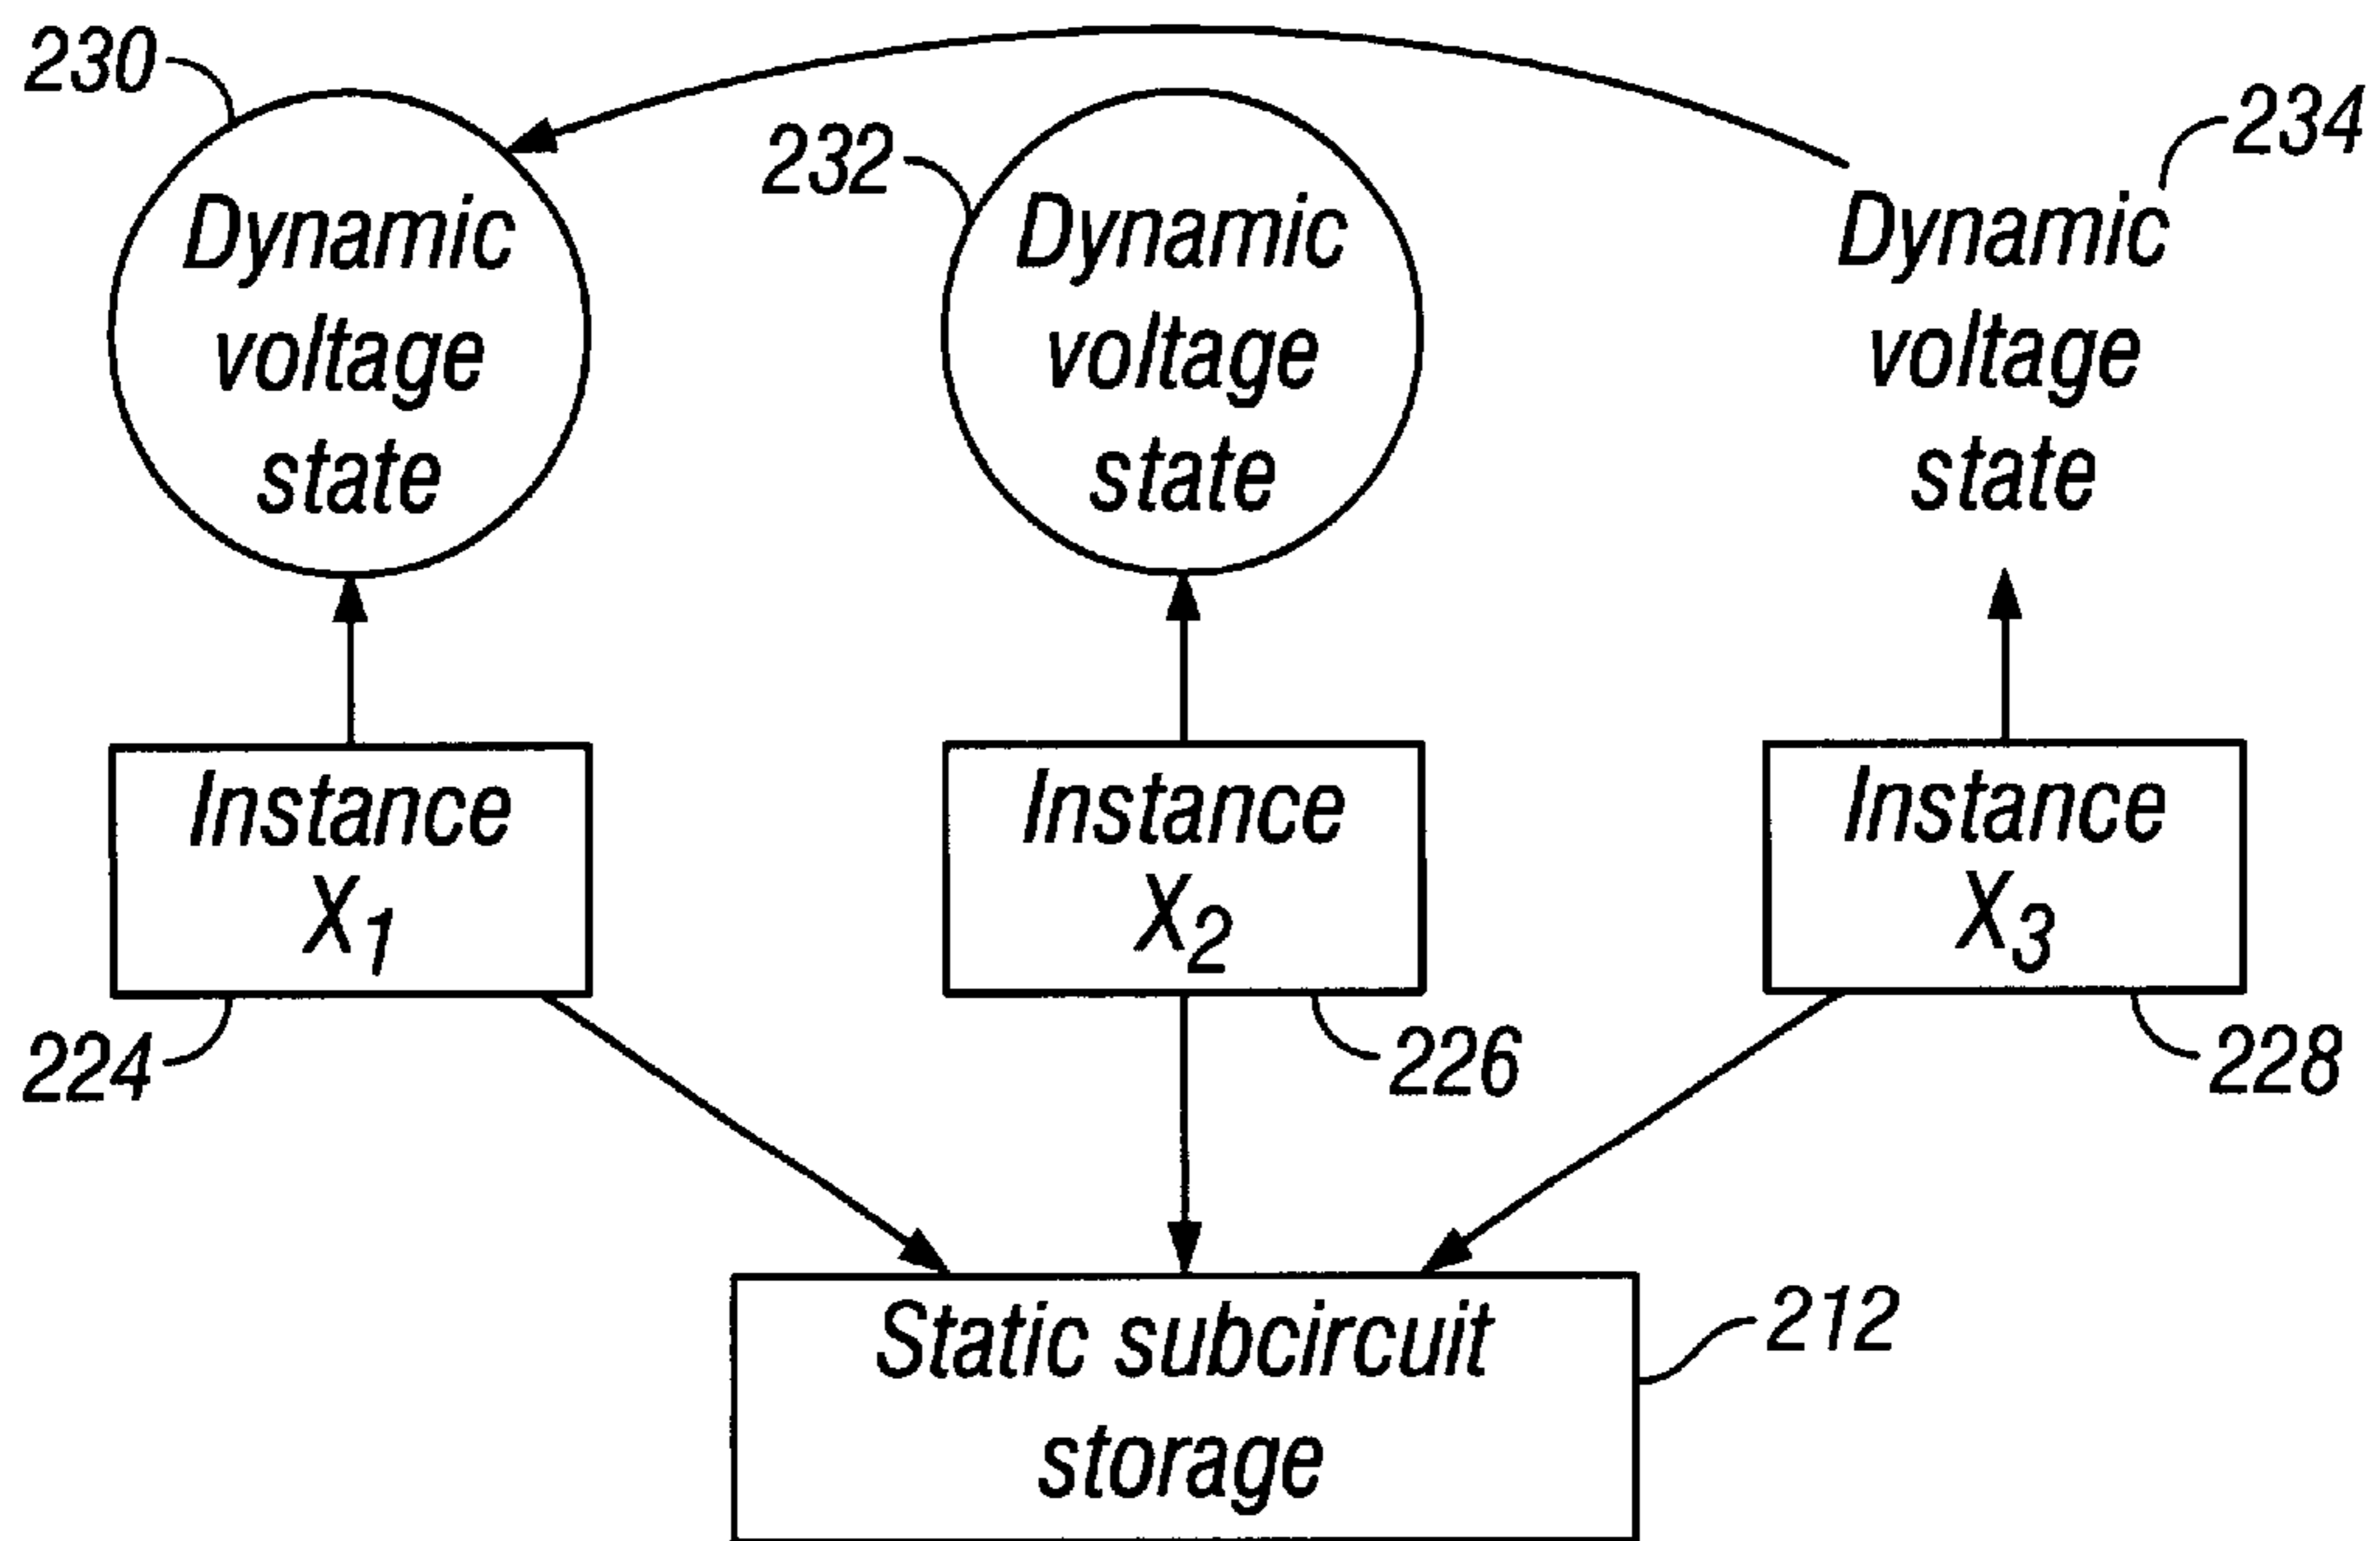 230
Dynamic
voltage
state
232
Dynamic
voltage
state
234
Dynamic
voltage
state
Instance
X1
224
Instance
X2
226
Instance
X3
228
Static subcircuit
storage
212